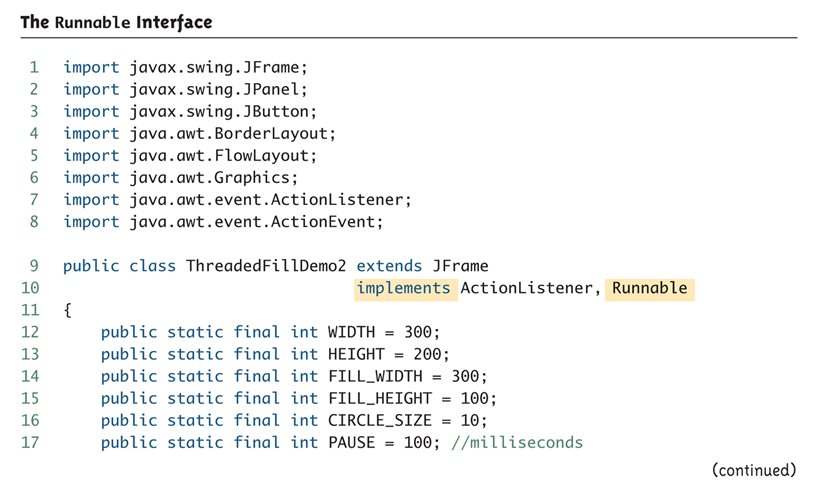 The Runnable Interface
1 import javax.swing.JFrame;
2 import javax.swing.JPanel;
3 import javax.swing.JButton;
4 import java.awt.BorderLayout;
5 import java.awt.FlowLayout;
6 import java.awt.Graphics;
7 import java.awt.event.ActionListener;
8 import java.awt.event.ActionEvent;
9 public class ThreadedFillDemo2 extends JFrame
10 implements ActionListener, Runnable
11 {
12 public static final int WIDTH = 300;
13 public static final int HEIGHT = 200;
14 public static final int FILL_WIDTH = 300;
15 public static final int FILL_HEIGHT = 100;
16 public static final int CIRCLE_SIZE = 10;
17 public static final int PAUSE = 100; //milliseconds
(continued)